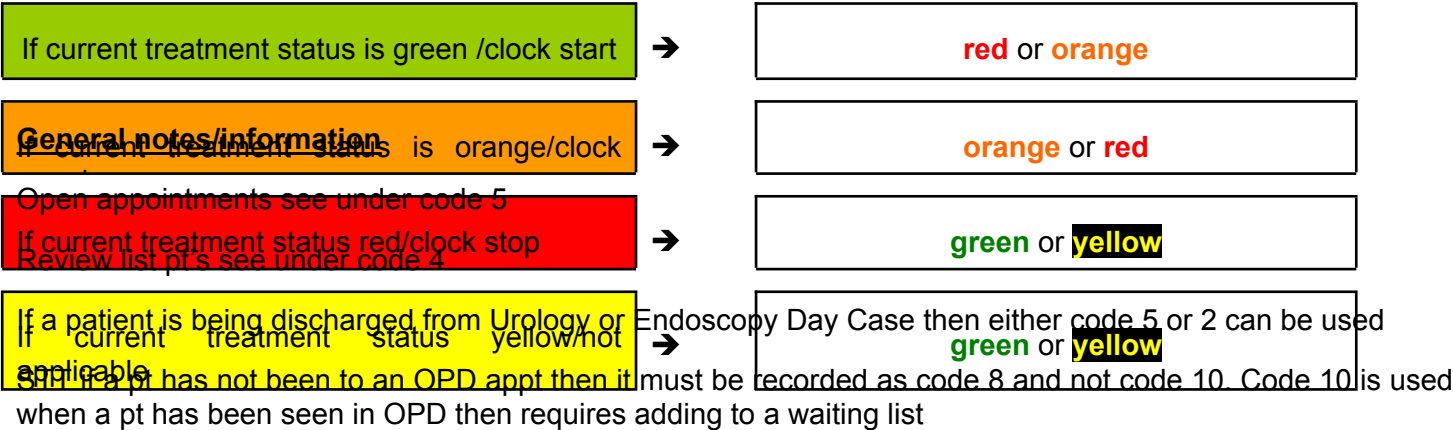 If current treatment status is green /clock start ➔ red or orange
General notes/information
If current treatment status is orange/clock ➔ orange or red
Open appointments see under code 5
If current treatment status red/clock stop ➔ green or yellow
Review list pt's see under code 4
If a patient is being discharged from Urology or Endoscopy Day Case then either code 5 or 2 can be used
If current treatment status yellow/not ➔ green or yellow
applicable
if a pt has not been to an OPD appt then it must be recorded as code 8 and not code 10. Code 10 is used
when a pt has been seen in OPD then requires adding to a waiting list